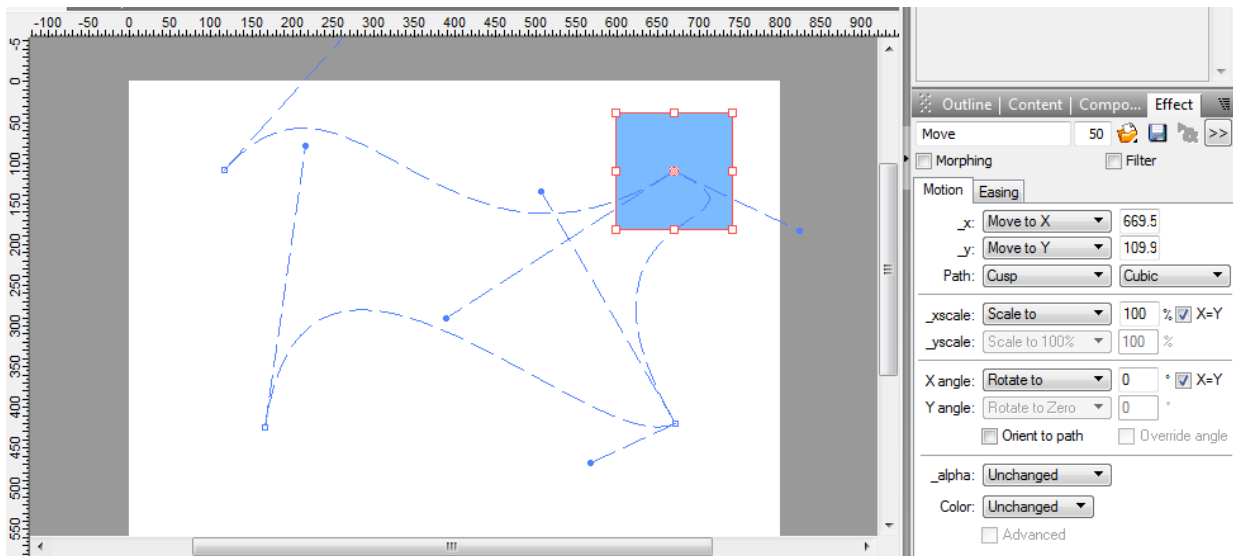 -100 -50 0 50 100 150 200 250 300 350 400 450 500 550 600 650 700 750 800 850 900
-5
0
50
100
150
200
250
300
350
400
450
500
550
Outline | Content | Compo... Effect
Move 50 >>
Morphing Filter
Motion Easing
_x: Move to X 669.5
_y: Move to Y 109.9
Path: Cusp Cubic
_xscale: Scale to 100 % X=Y
_yscale: Scale to 100% 100 %
X angle: Rotate to 0 ° X=Y
Y angle: Rotate to Zero 0 °
Orient to path Override angle
_alpha: Unchanged
Color: Unchanged
Advanced